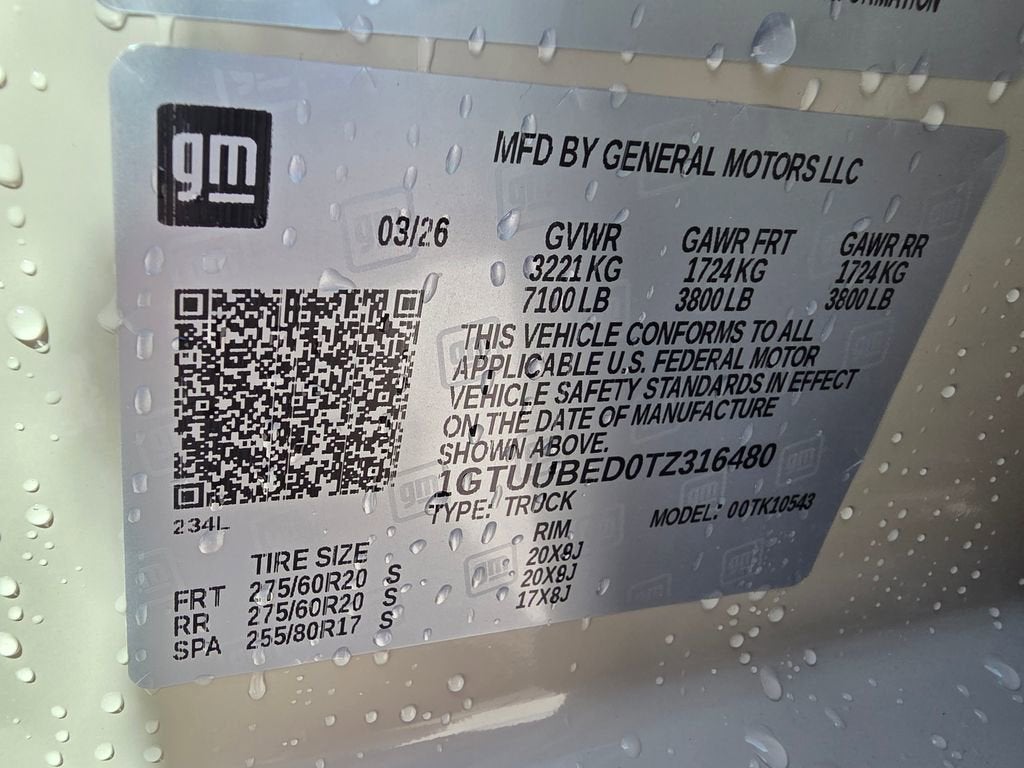 FORMATION
gm
MFD BY GENERAL MOTORS LLC
03/26
GVWR GAWR FRT GAWR RR
3221 KG 1724 KG 1724 KG
7100 LB 3800 LB 3800 LB
THIS VEHICLE CONFORMS TO ALL
APPLICABLE U.S. FEDERAL MOTOR
VEHICLE SAFETY STANDARDS IN EFFECT
ON THE DATE OF MANUFACTURE
SHOWN ABOVE.
1GTUUBED0TZ316480
TYPE: TRUCK MODEL: 00TK10543
234L
TIRE SIZE RIM
FRT 275/60R20 S 20X9J
RR 275/60R20 S 20X9J
SPA 255/80R17 S 17X8J